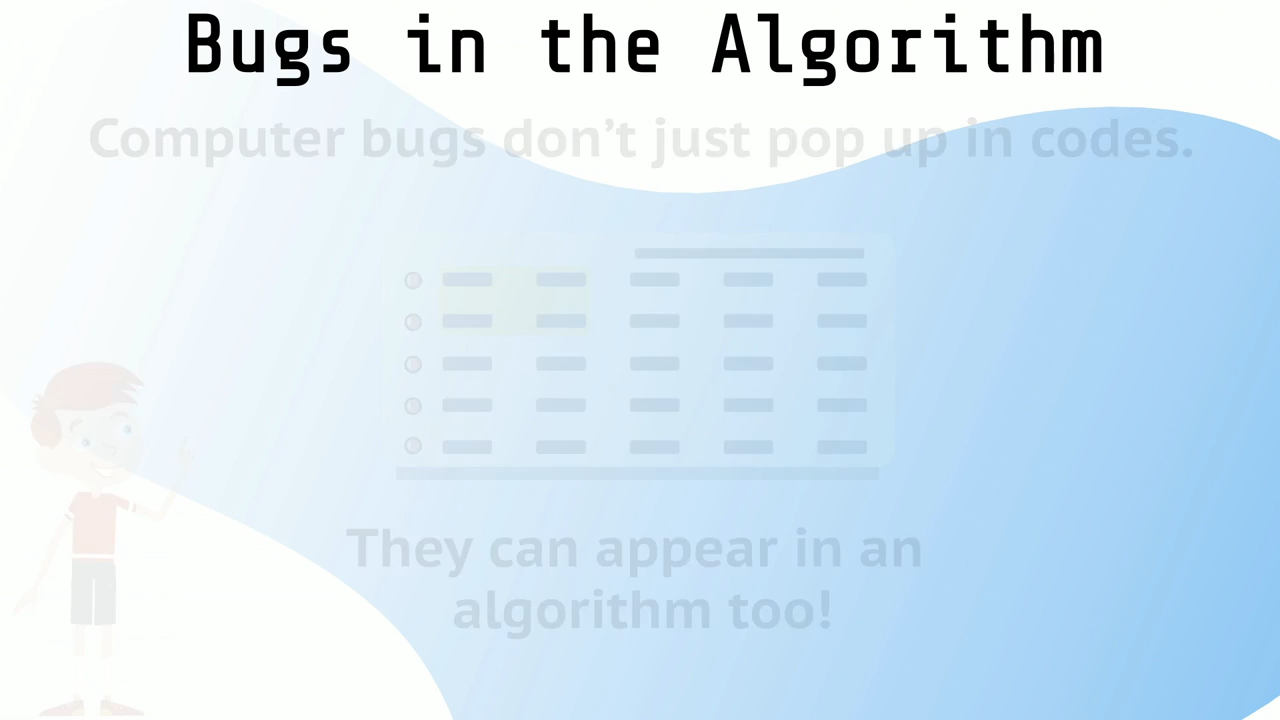 Bugs in the Algorithm
Computer bugs don’t just pop up in codes.
They can appear in an
algorithm too!